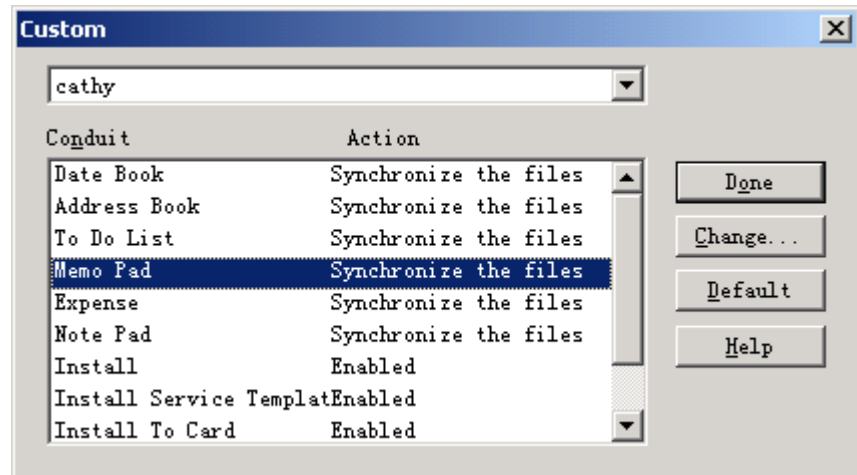 Custom
cathy
Conduit Action
Date Book Synchronize the files
Address Book Synchronize the files
To Do List Synchronize the files
Memo Pad Synchronize the files
Expense Synchronize the files
Note Pad Synchronize the files
Install Enabled
Install Service Templat Enabled
Install To Card Enabled
Done
Change...
Default
Help